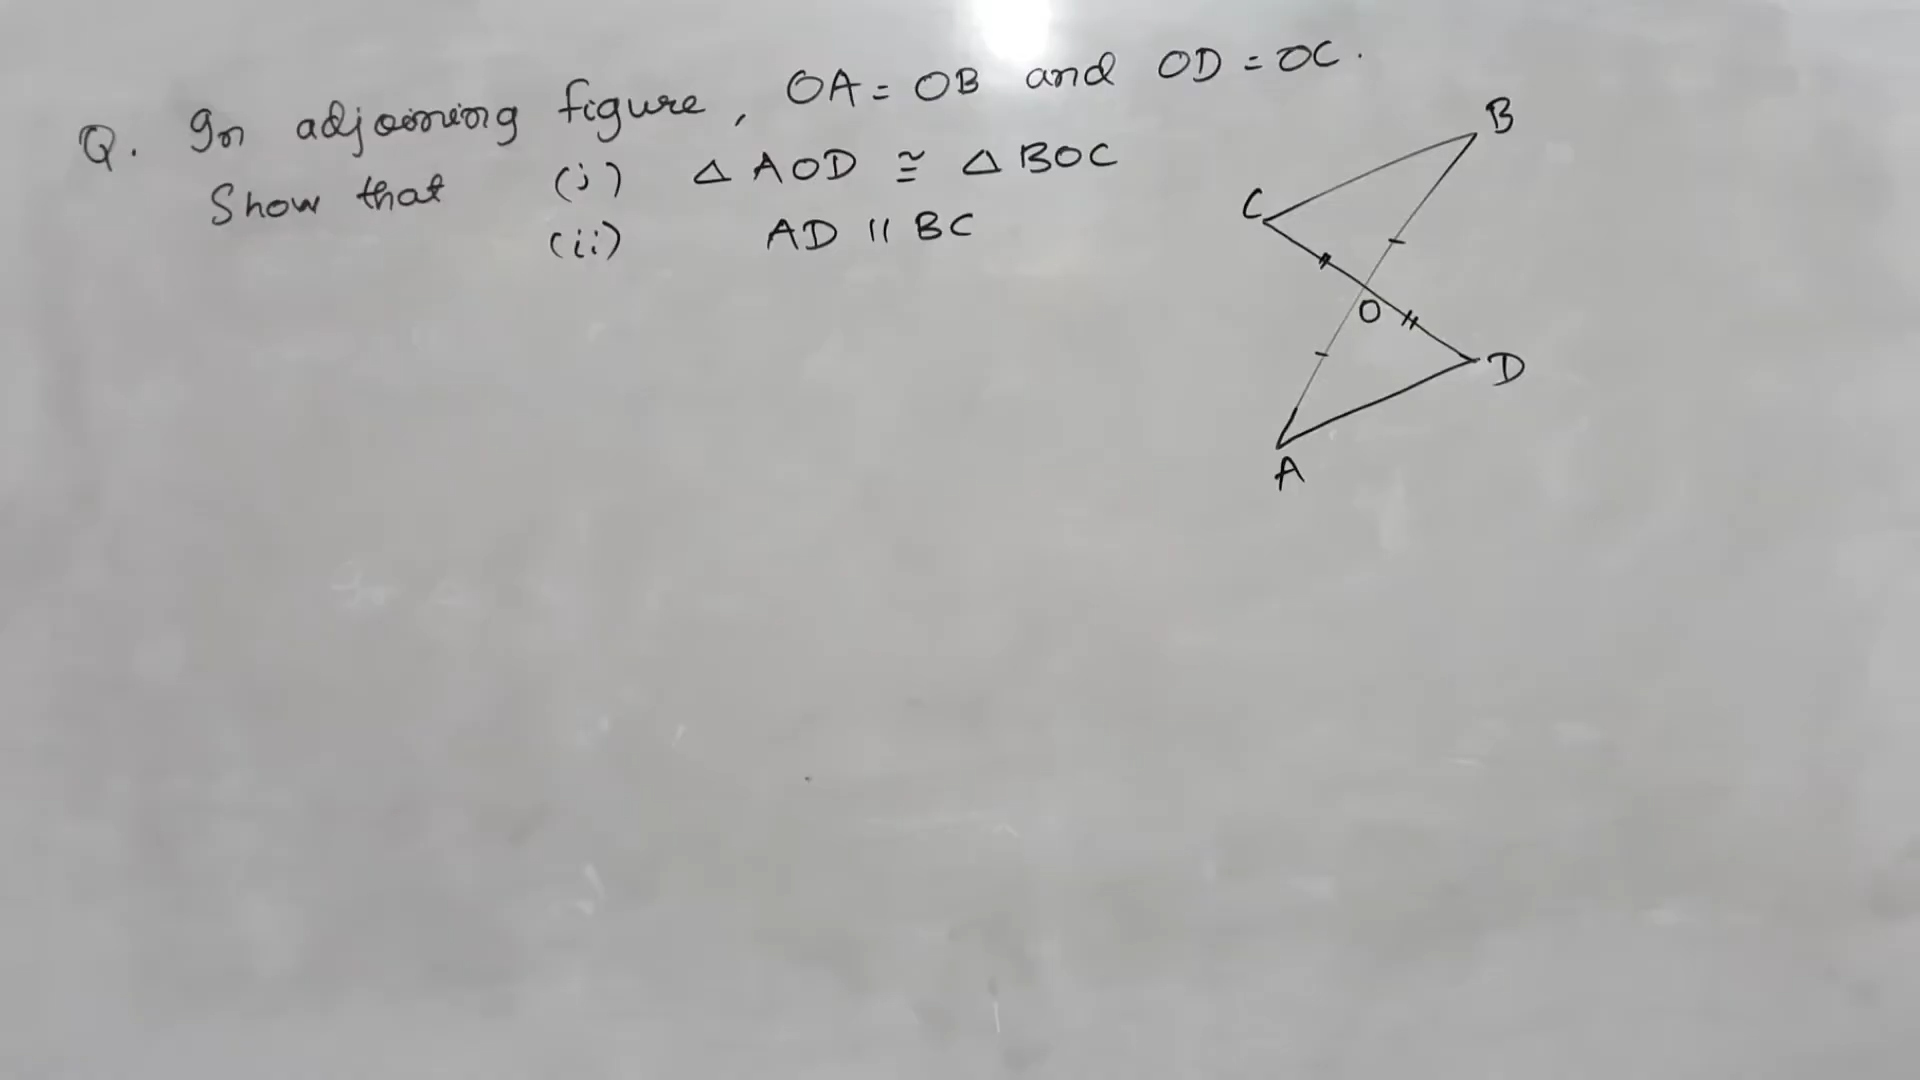 Q. In adjoining figure, OA = OB and OD = OC.
Show that (i) △ AOD ≅ △ BOC
(ii) AD || BC
B
C
O
D
A